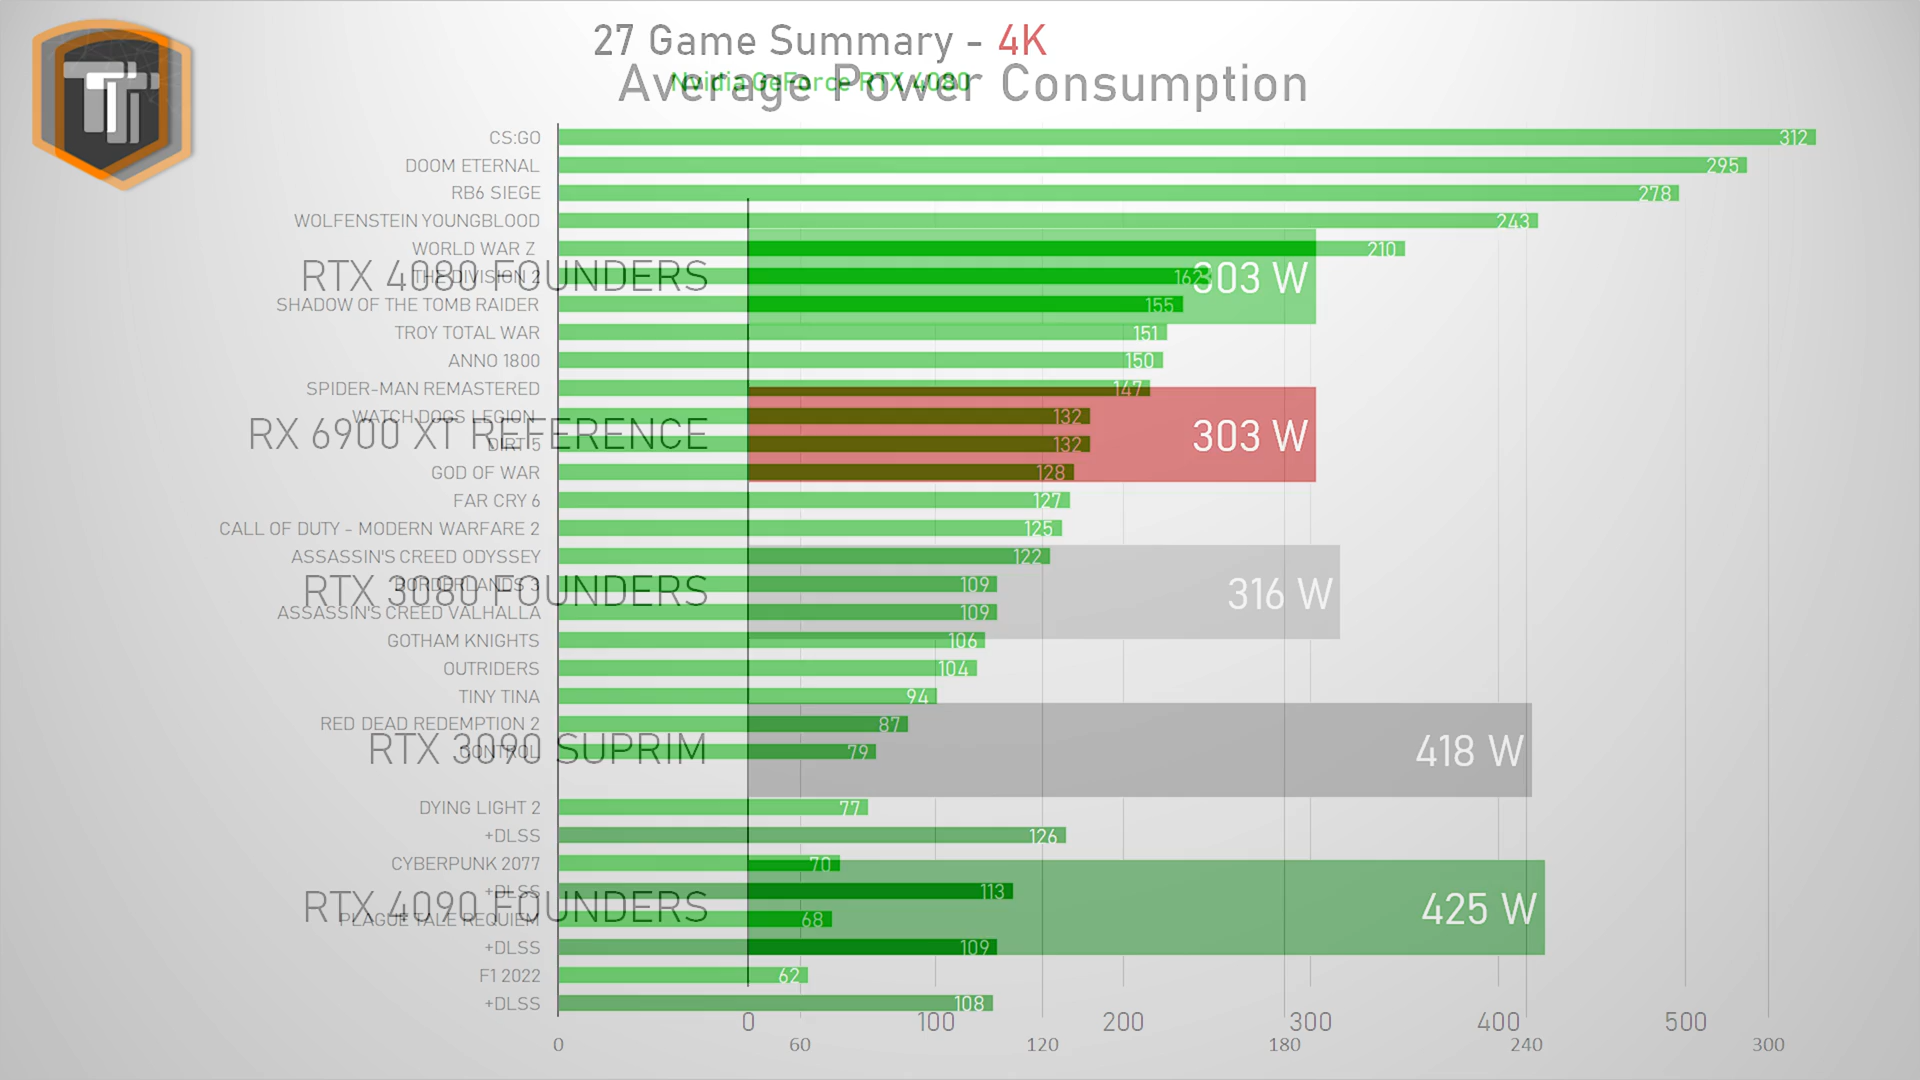 27 Game Summary - 4K
Average Power Consumption
Nvidia GeForce RTX 4080
CS:GO 312
DOOM ETERNAL 295
RB6 SIEGE 278
WOLFENSTEIN YOUNGBLOOD 243
WORLD WAR Z 210
RTX 4080 FOUNDERS 303 W
THE DIVISION 2 162
SHADOW OF THE TOMB RAIDER 155
TROY TOTAL WAR 151
ANNO 1800 150
SPIDER-MAN REMASTERED 147
WATCH DOGS LEGION 132
RX 6900 XT REFERENCE 303 W
DIRT 5 132
GOD OF WAR 128
FAR CRY 6 127
CALL OF DUTY - MODERN WARFARE 2 125
ASSASSIN'S CREED ODYSSEY 122
BORDERLANDS 3 109
RTX 3080 FOUNDERS 316 W
ASSASSIN'S CREED VALHALLA 109
GOTHAM KNIGHTS 106
OUTRIDERS 104
TINY TINA 94
RED DEAD REDEMPTION 2 87
RTX 3090 SUPRIM 418 W
CONTROL 79
DYING LIGHT 2 77
+DLSS 126
CYBERPUNK 2077 70
+DLSS 113
RTX 4090 FOUNDERS 425 W
PLAGUE TALE REQUIEM 68
+DLSS 109
F1 2022 62
+DLSS 108
0 100 200 300 400 500
0 60 120 180 240 300